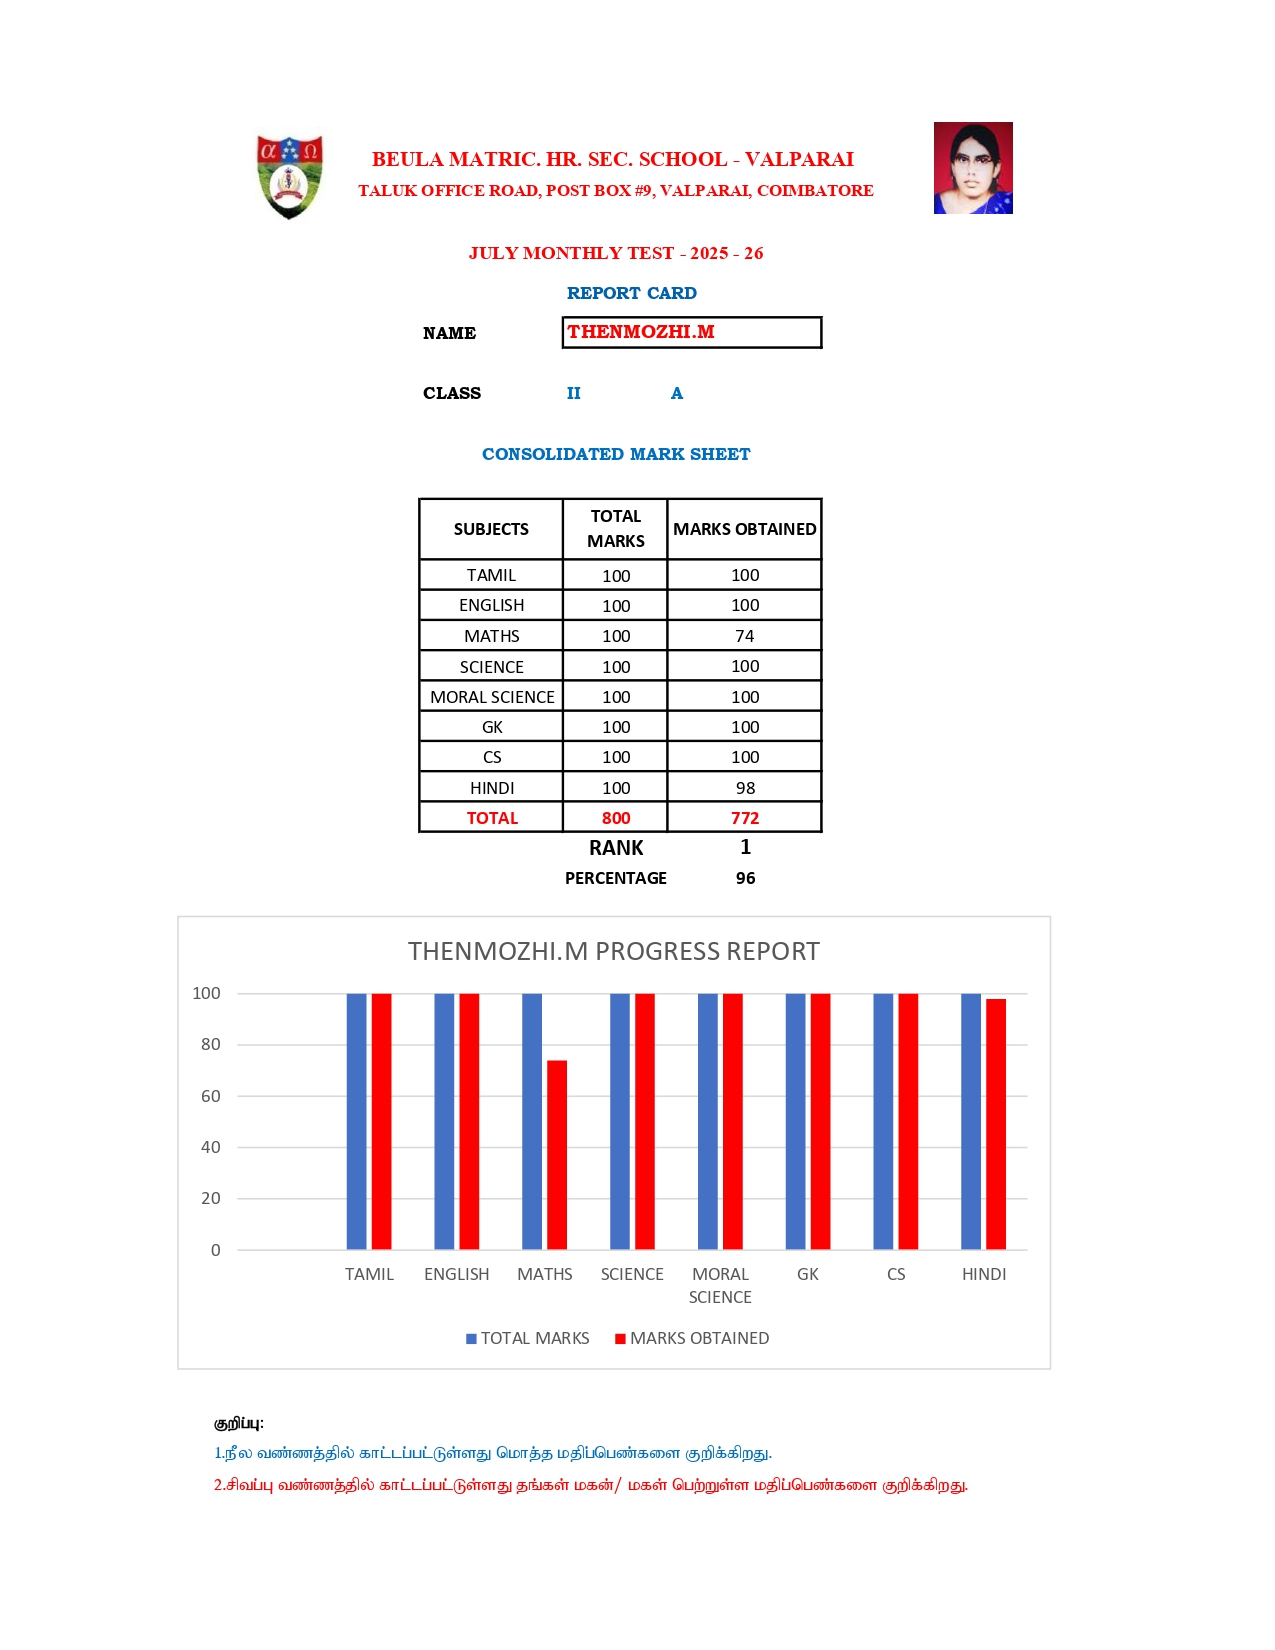 α Ω
BEULA MATRIC. HR. SEC. SCHOOL - VALPARAI
TALUK OFFICE ROAD, POST BOX #9, VALPARAI, COIMBATORE
JULY MONTHLY TEST - 2025 - 26
REPORT CARD
NAME THENMOZHI.M
CLASS II A
CONSOLIDATED MARK SHEET
SUBJECTS TOTAL MARKS MARKS OBTAINED
TAMIL 100 100
ENGLISH 100 100
MATHS 100 74
SCIENCE 100 100
MORAL SCIENCE 100 100
GK 100 100
CS 100 100
HINDI 100 98
TOTAL 800 772
RANK 1
PERCENTAGE 96
THENMOZHI.M PROGRESS REPORT
100
80
60
40
20
0
TAMIL ENGLISH MATHS SCIENCE MORAL SCIENCE GK CS HINDI
TOTAL MARKS MARKS OBTAINED
குறிப்பு:
1.நீல வண்ணத்தில் காட்டப்பட்டுள்ளது மொத்த மதிப்பெண்களை குறிக்கிறது.
2.சிவப்பு வண்ணத்தில் காட்டப்பட்டுள்ளது தங்கள் மகன்/ மகள் பெற்றுள்ள மதிப்பெண்களை குறிக்கிறது.